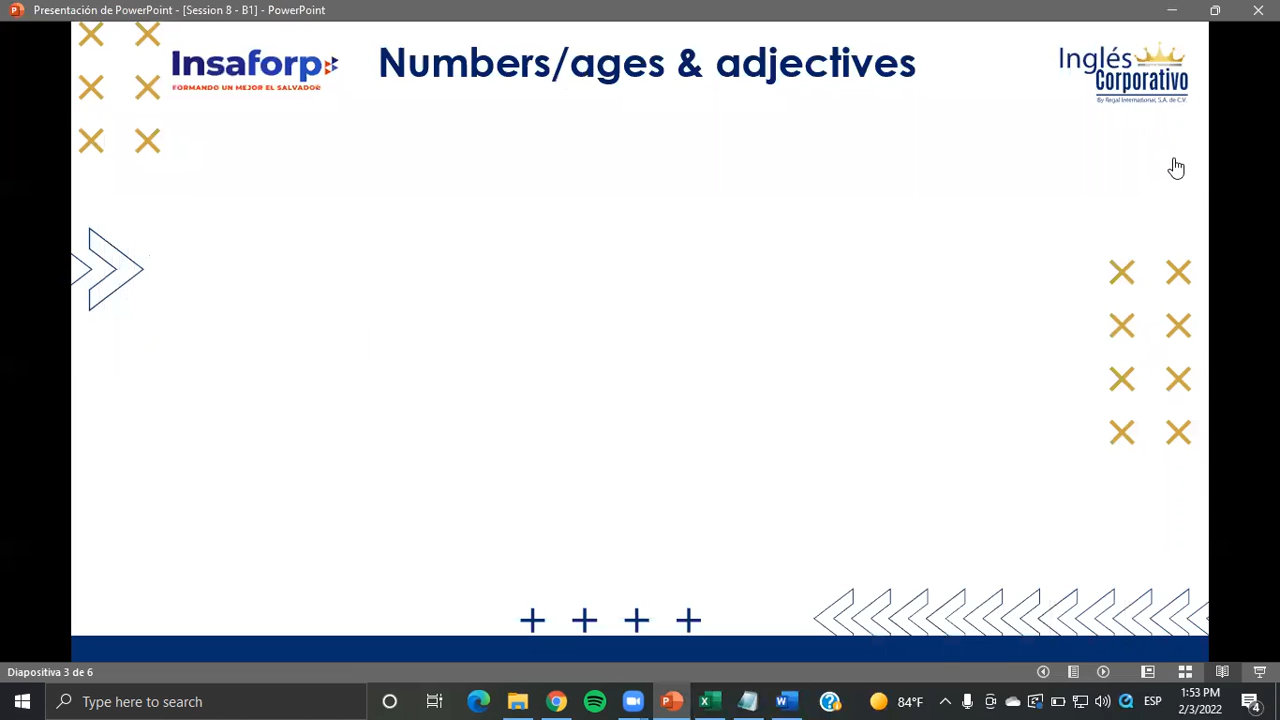 Presentación de PowerPoint - [Session 8 - B1] - PowerPoint
Insaforp
FORMANDO UN MEJOR EL SALVADOR
Numbers/ages & adjectives
Inglés
Corporativo
By Regal International, S.A. de C.V.
Diapositiva 3 de 6
Type here to search
84°F
ESP
1:53 PM
2/3/2022
4